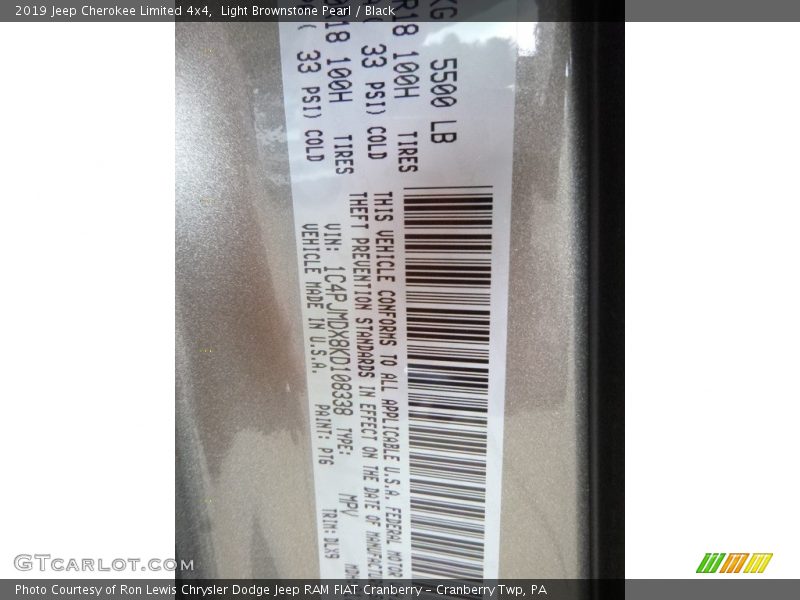 2019 Jeep Cherokee Limited 4x4, Light Brownstone Pearl / Black
KG 5500 LB
R18 100H TIRES
33 PSI) COLD
R18 100H TIRES
33 PSI) COLD
THIS VEHICLE CONFORMS TO ALL APPLICABLE U.S.A. FEDERAL MOTOR
THEFT PREVENTION STANDARDS IN EFFECT ON THE DATE OF
VIN: 1C4PJMDX8KD108338 TYPE: MPV
VEHICLE MADE IN U.S.A. PAINT: PTG TRIM: DLX9
GTCARLOT.COM
Photo Courtesy of Ron Lewis Chrysler Dodge Jeep RAM FIAT Cranberry – Cranberry Twp, PA